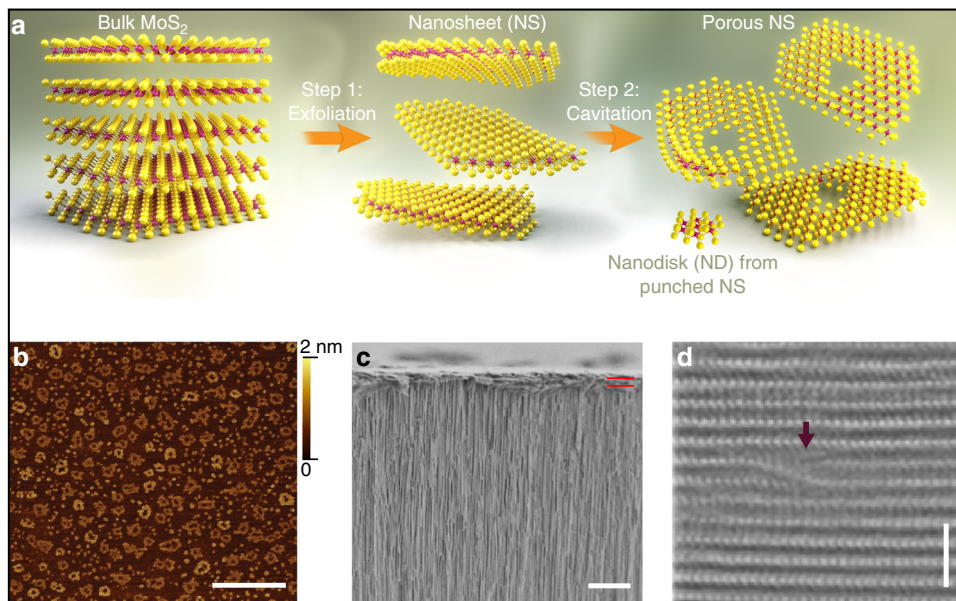 a
Bulk MoS₂
Nanosheet (NS)
Porous NS
Step 1:
Exfoliation
Step 2:
Cavitation
Nanodisk (ND) from
punched NS
b
2 nm
0
c
d